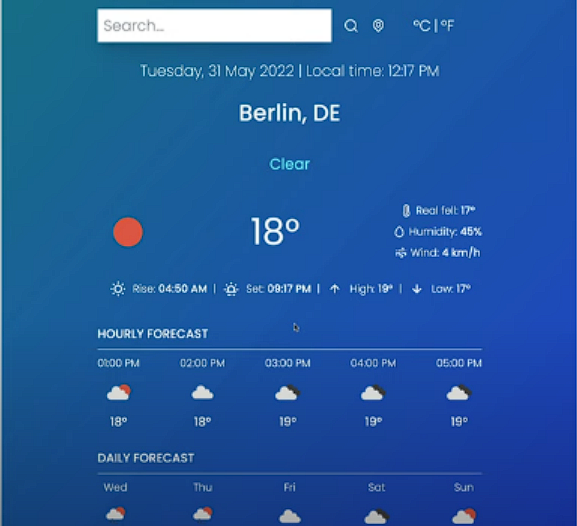 Search...
°C | °F
Tuesday, 31 May 2022 | Local time: 12:17 PM
Berlin, DE
Clear
18°
Real fell: 17°
Humidity: 45%
Wind: 4 km/h
Rise: 04:50 AM | Set: 09:17 PM | High: 19° | Low: 17°
HOURLY FORECAST
01:00 PM 02:00 PM 03:00 PM 04:00 PM 05:00 PM
18° 18° 19° 19° 19°
DAILY FORECAST
Wed Thu Fri Sat Sun